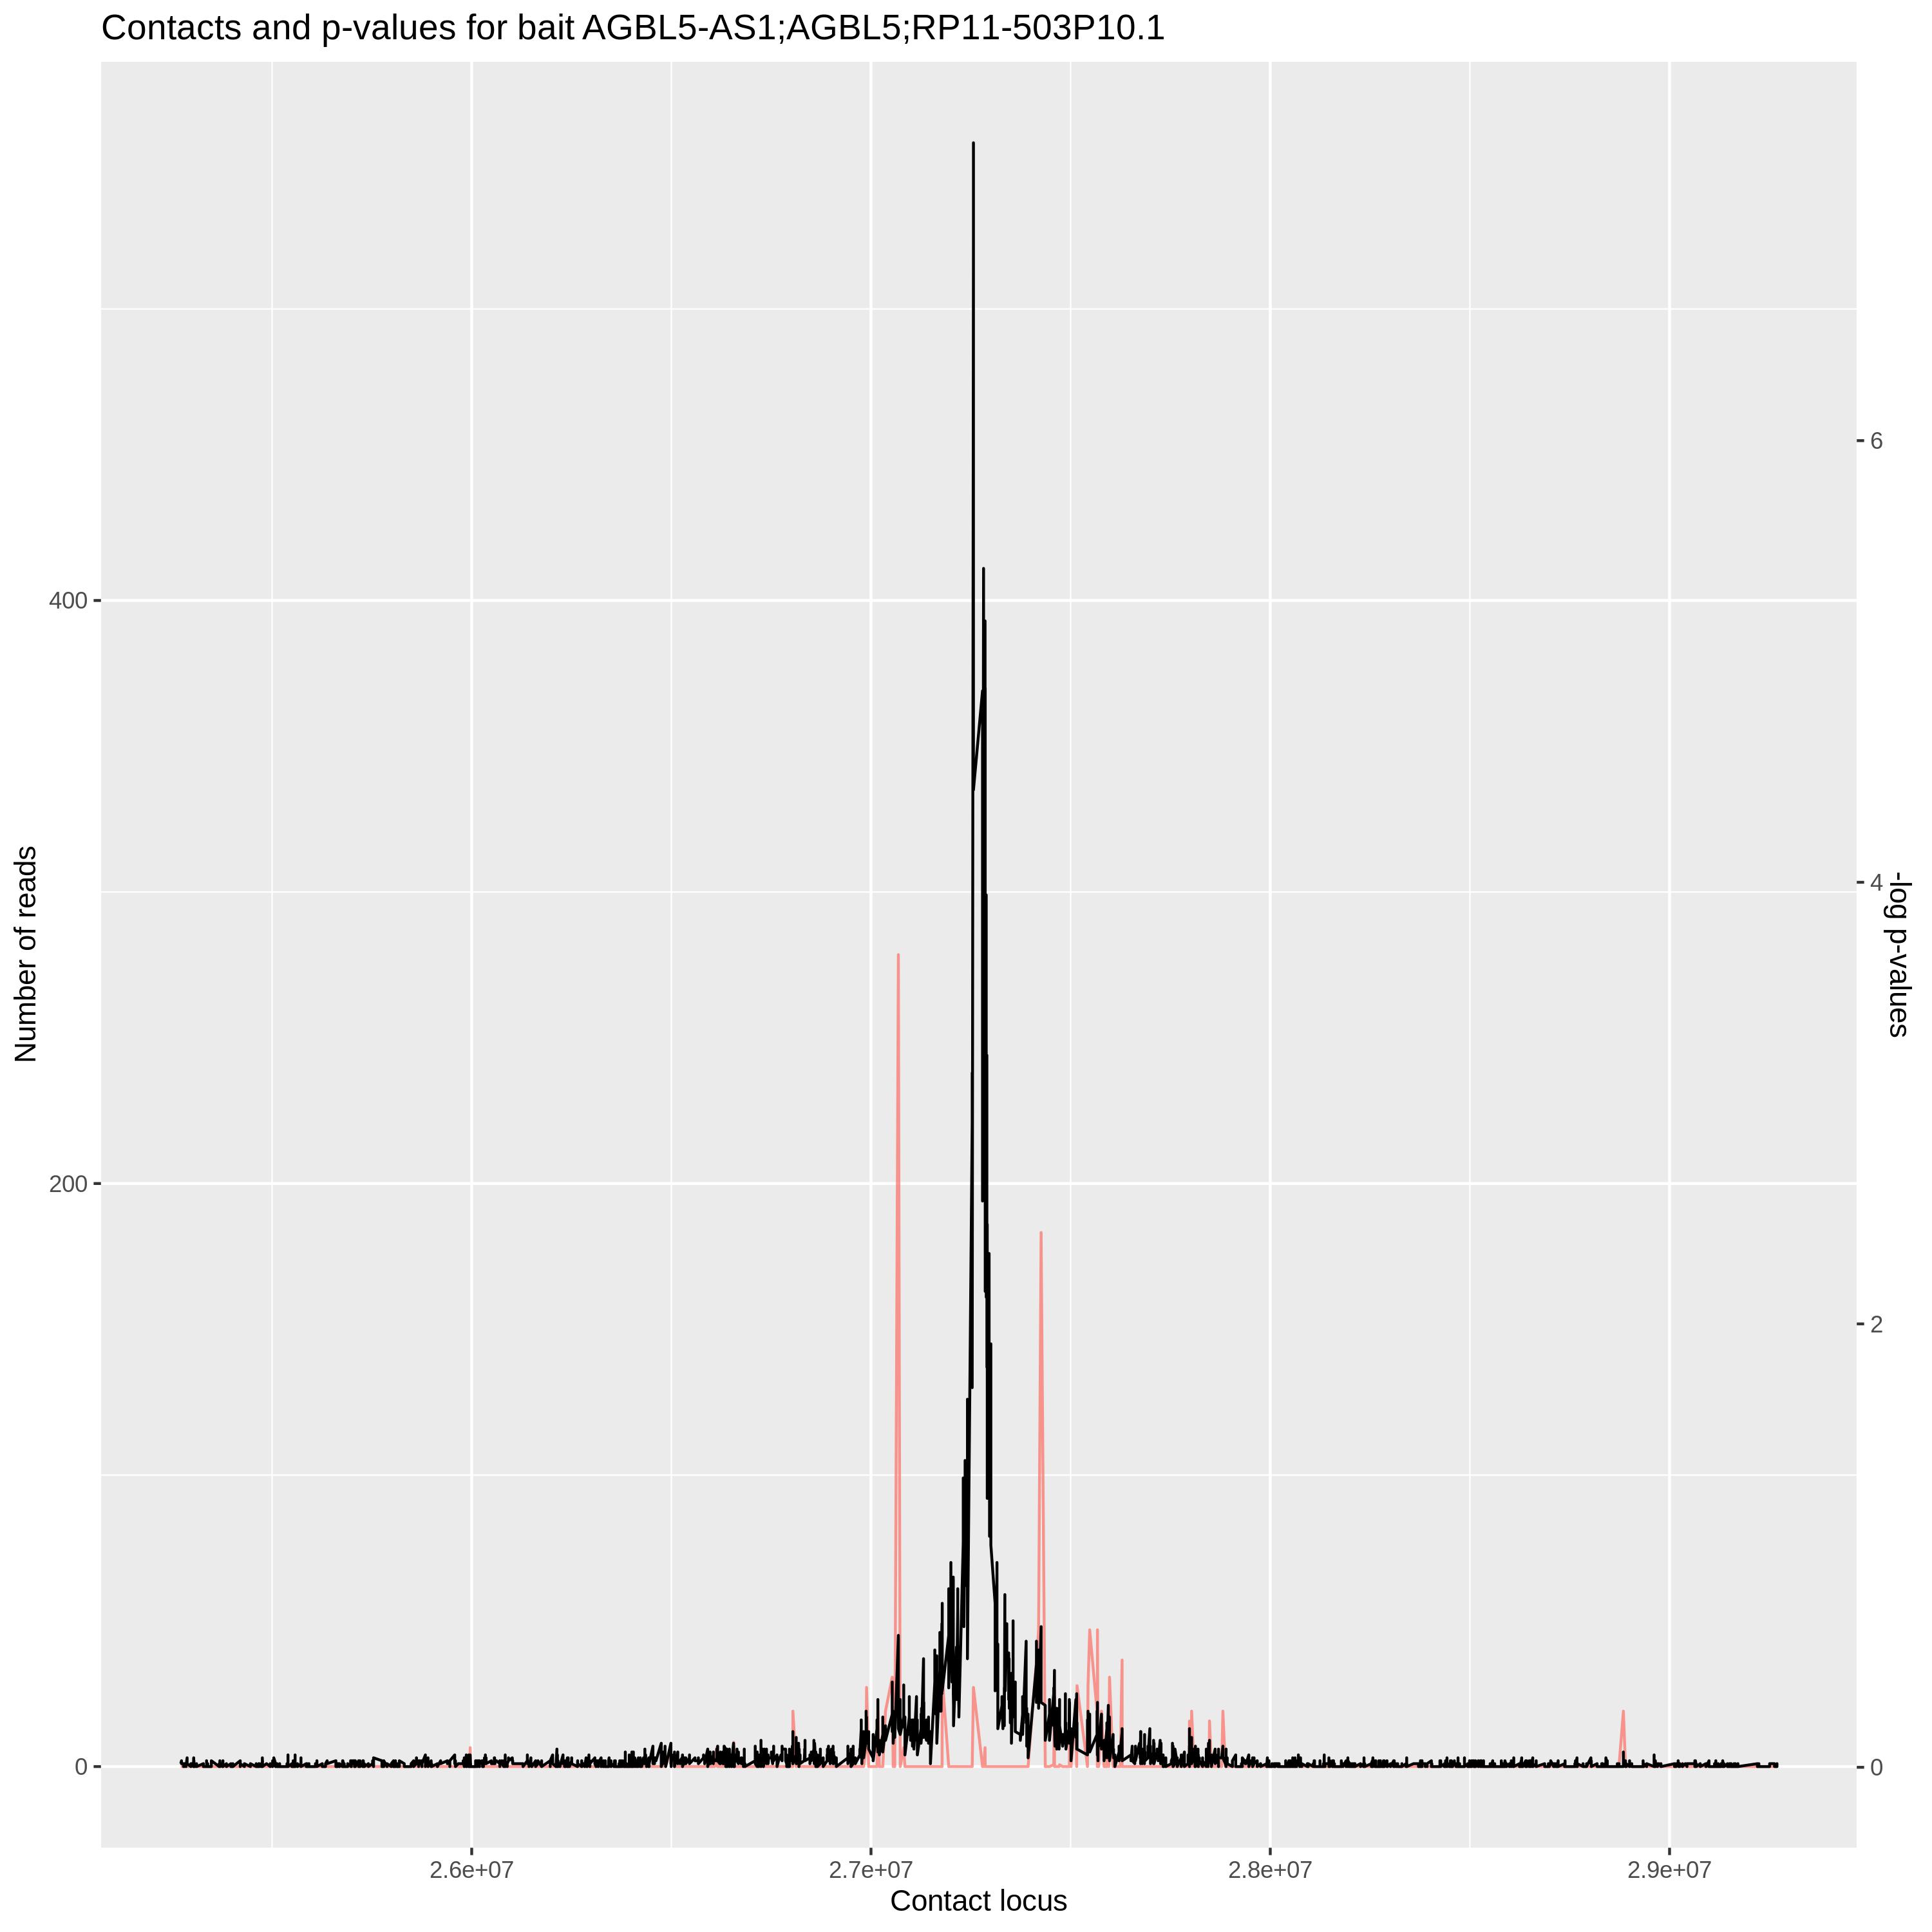 Contacts and p-values for bait AGBL5-AS1;AGBL5;RP11-503P10.1
Number of reads
400
200
0
6
4
2
0
-log p-values
2.6e+07 2.7e+07 2.8e+07 2.9e+07
Contact locus